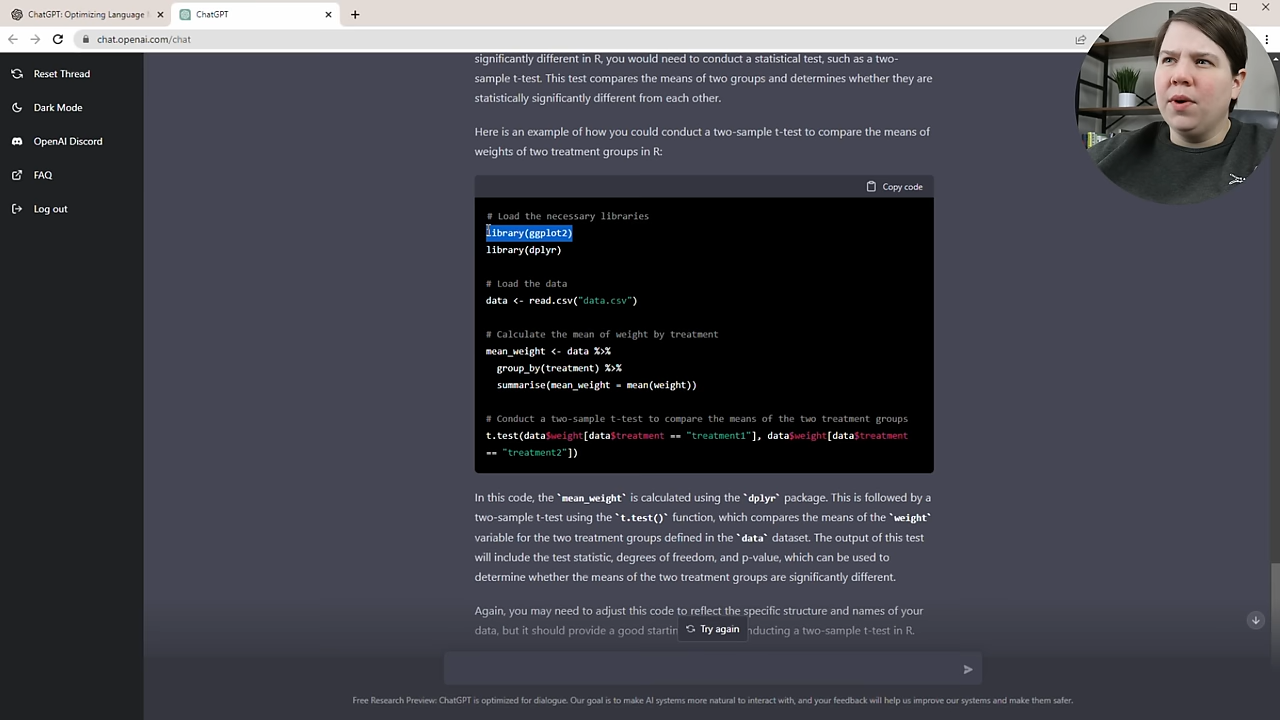 ChatGPT: Optimizing Language
ChatGPT
chat.openai.com/chat
Reset Thread
Dark Mode
OpenAI Discord
FAQ
Log out
significantly different in R, you would need to conduct a statistical test, such as a two-
sample t-test. This test compares the means of two groups and determines whether they are
statistically significantly different from each other.
Here is an example of how you could conduct a two-sample t-test to compare the means of
weights of two treatment groups in R:
Copy code
# Load the necessary libraries
library(ggplot2)
library(dplyr)
# Load the data
data <- read.csv("data.csv")
# Calculate the mean of weight by treatment
mean_weight <- data %>%
group_by(treatment) %>%
summarise(mean_weight = mean(weight))
# Conduct a two-sample t-test to compare the means of the two treatment groups
t.test(data$weight[data$treatment == "treatment1"], data$weight[data$treatment
== "treatment2"])
In this code, the `mean_weight` is calculated using the `dplyr` package. This is followed by a
two-sample t-test using the `t.test()` function, which compares the means of the `weight`
variable for the two treatment groups defined in the `data` dataset. The output of this test
will include the test statistic, degrees of freedom, and p-value, which can be used to
determine whether the means of the two treatment groups are significantly different.
Again, you may need to adjust this code to reflect the specific structure and names of your
data, but it should provide a good starti
nducting a two-sample t-test in R.
Try again
Free Research Preview: ChatGPT is optimized for dialogue. Our goal is to make AI systems more natural to interact with, and your feedback will help us improve our systems and make them safer.